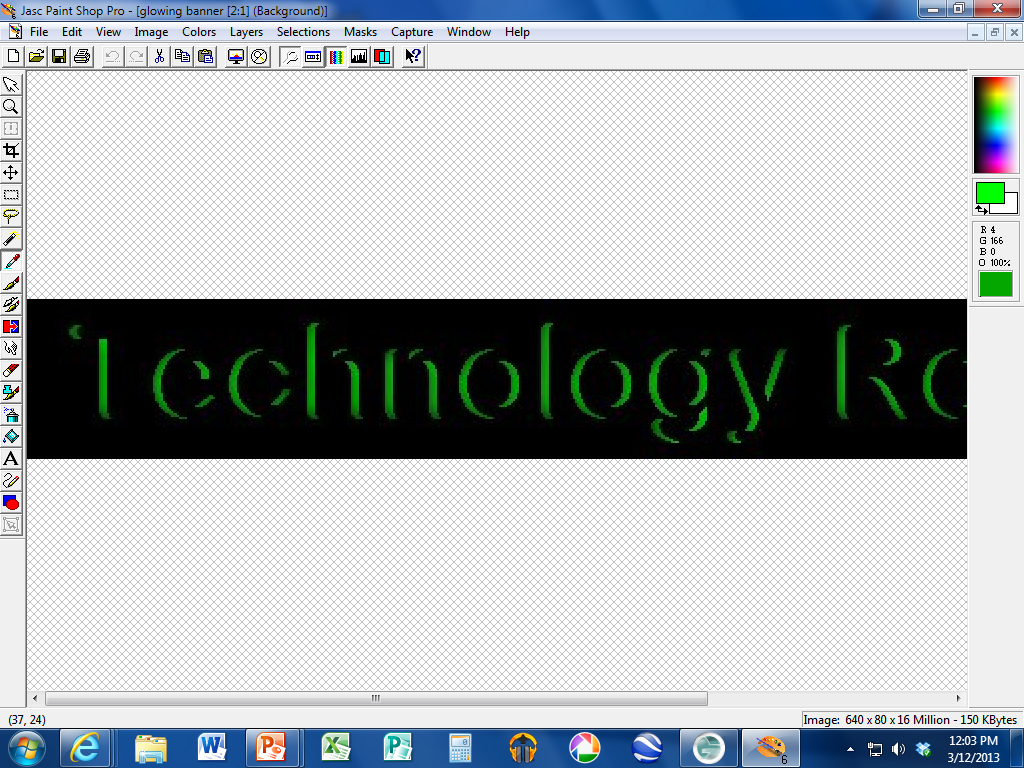 Jasc Paint Shop Pro - [glowing banner [2:1] (Background)]
File Edit View Image Colors Layers Selections Masks Capture Window Help
R 4
G 166
B 0
O 100%
Technology Ro
(37, 24)
Image: 640 x 80 x 16 Million - 150 KBytes
6
12:03 PM
3/12/2013